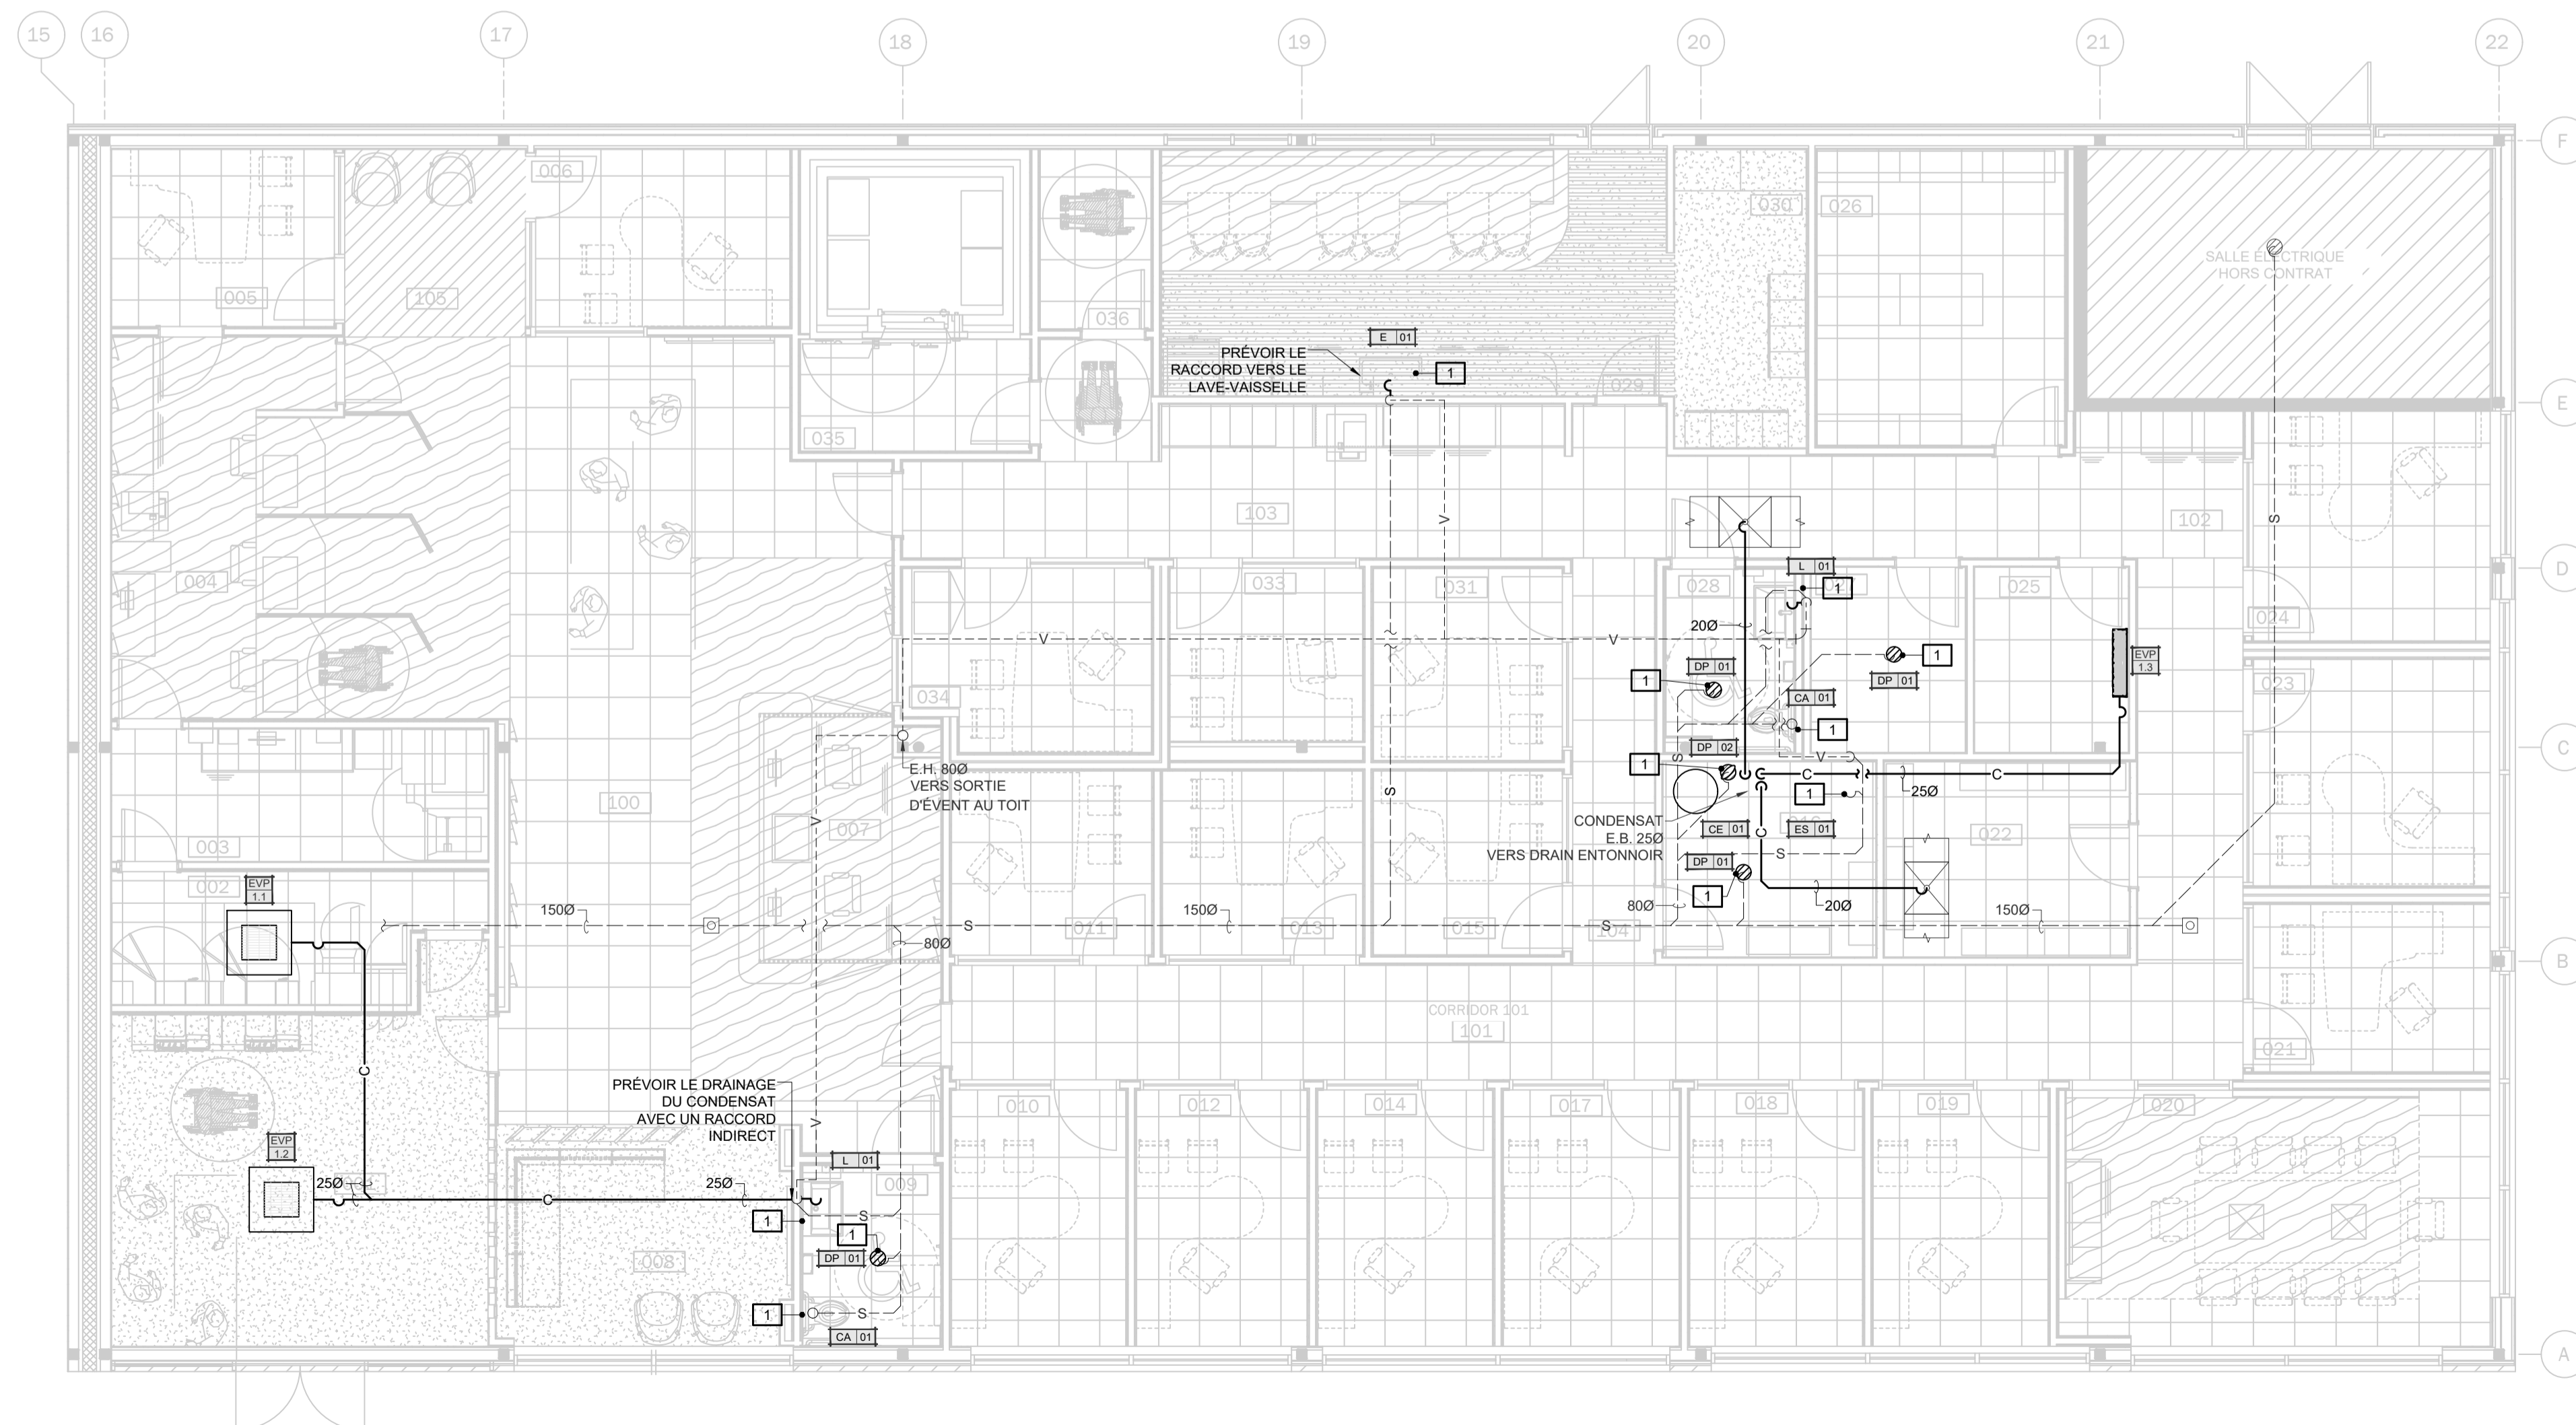 15
16
17
18
19
20
21
22
F
E
D
C
B
A
005
105
006
036
035
029
030
026
SALLE ÉLECTRIQUE
HORS CONTRAT
E 01
PRÉVOIR LE
RACCORD VERS LE
LAVE-VAISSELLE
1
103
102
004
034
033
031
028
025
024
023
L 01
1
20Ø
V
V
V
S
DP 01
1
1
DP 01
EVP
1.3
CA 01
1
DP 02
1
S
V
C
C
25Ø
1
S
E.H. 80Ø
VERS SORTIE
D'ÉVENT AU TOIT
100
007
V
003
002
EVP
1.1
CONDENSAT
E.B. 25Ø
VERS DRAIN ENTONNOIR
CE 01
C
ES 01
016
022
S
DP 01
1
80Ø
20Ø
150Ø
150Ø
150Ø
S
S
80Ø
011
013
015
104
CORRIDOR 101
101
021
C
PRÉVOIR LE DRAINAGE
DU CONDENSAT
AVEC UN RACCORD
INDIRECT
V
010
012
014
017
018
019
020
EVP
1.2
25Ø
C
25Ø
L 01
009
S
1
1
DP 01
008
1
S
CA 01